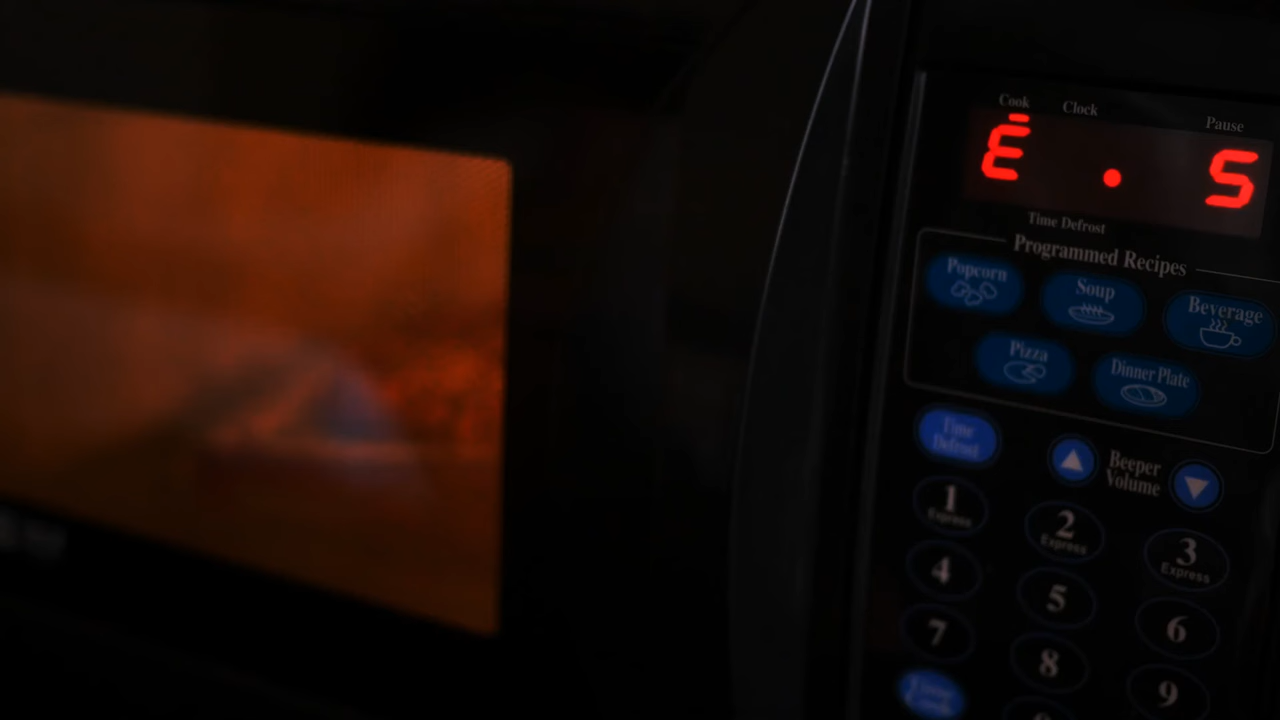 Cook Clock Pause
E . 5
Time Defrost
Programmed Recipes
Popcorn Soup Beverage
Pizza Dinner Plate
Time Defrost
Beeper Volume
1 Express 2 Express 3 Express
4 5 6
7 8 9